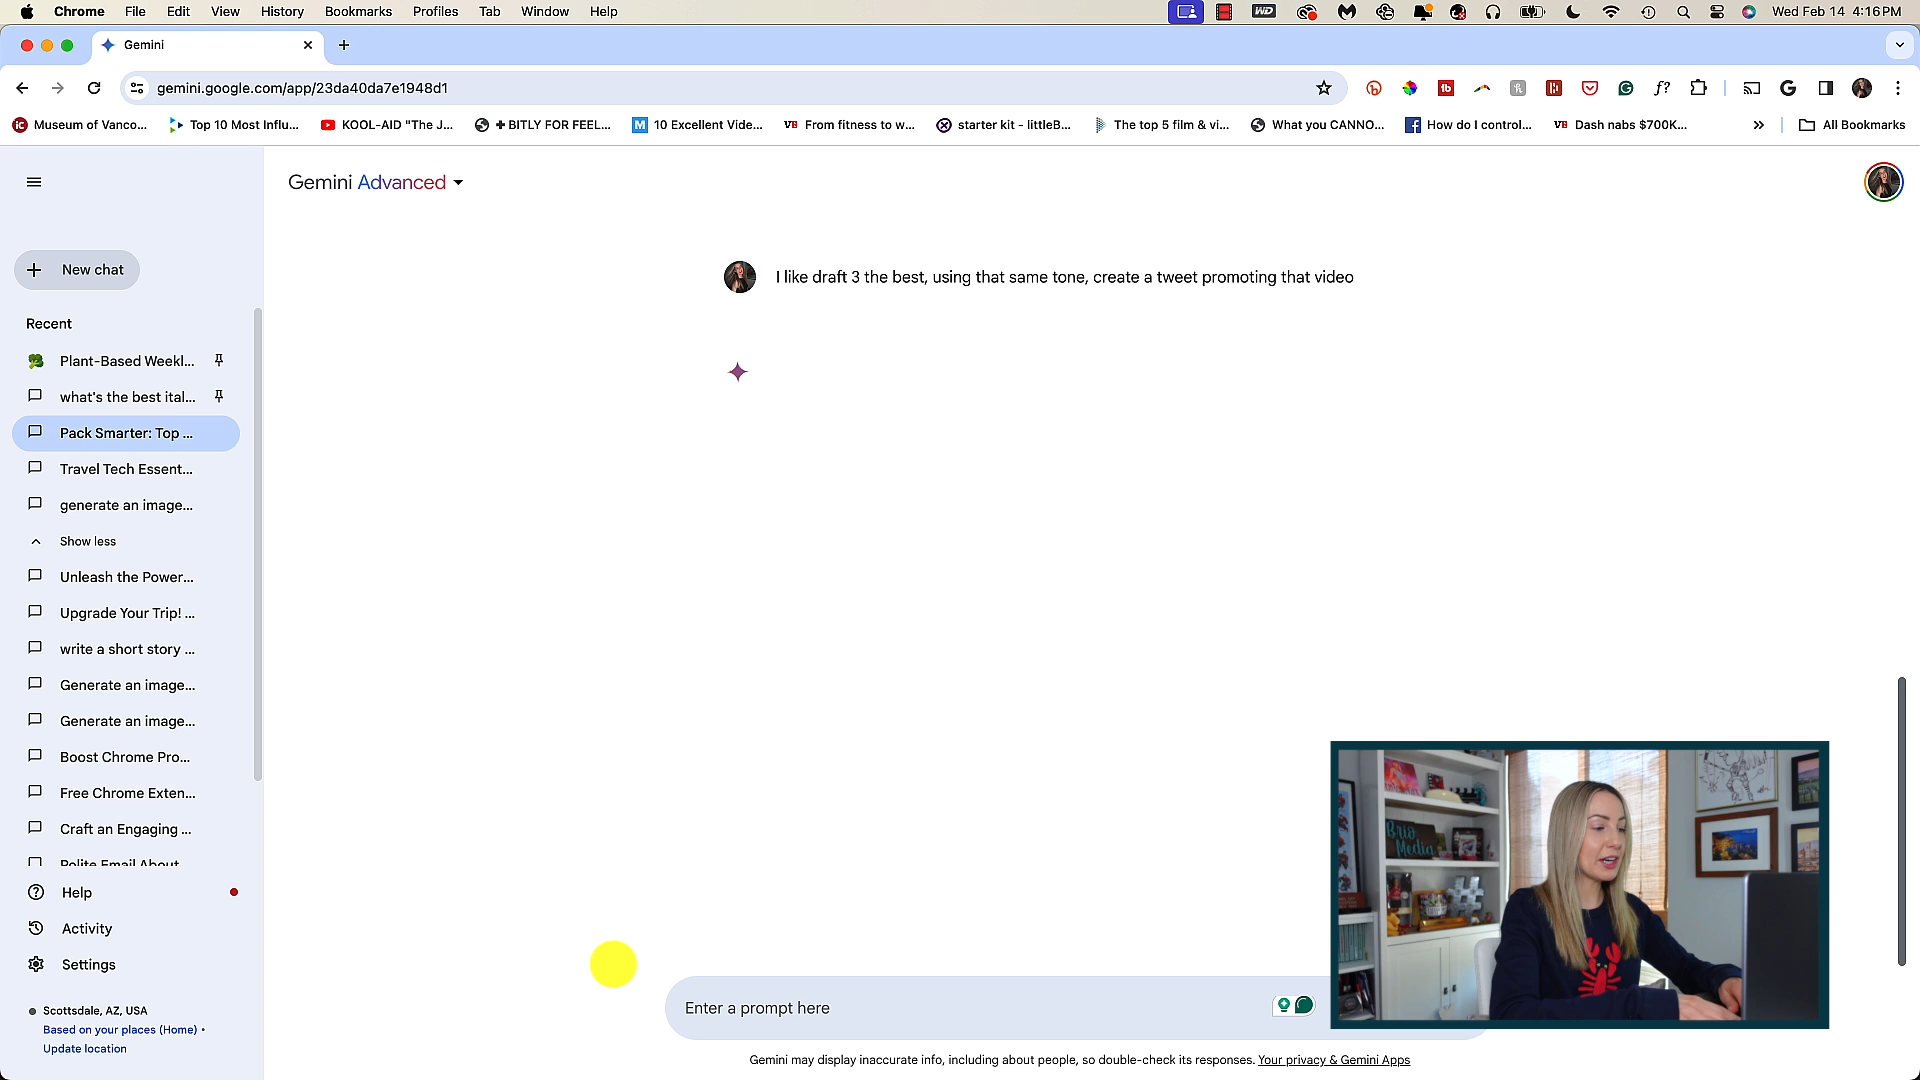 Chrome File Edit View History Bookmarks Profiles Tab Window Help
WD
Wed Feb 14 4:16 PM
Gemini
gemini.google.com/app/23da40da7e1948d1
Museum of Vanco...
Top 10 Most Influ...
KOOL-AID "The J...
BITLY FOR FEEL...
10 Excellent Vide...
From fitness to w...
starter kit - littleB...
The top 5 film & vi...
What you CANNO...
How do I control...
Dash nabs $700K...
All Bookmarks
Gemini Advanced
New chat
Recent
Plant-Based Weekl...
what's the best ital...
Pack Smarter: Top ...
Travel Tech Essent...
generate an image...
Show less
Unleash the Power...
Upgrade Your Trip! ...
write a short story ...
Generate an image...
Generate an image...
Boost Chrome Pro...
Free Chrome Exten...
Craft an Engaging ...
Polite Email About
Help
Activity
Settings
Scottsdale, AZ, USA
Based on your places (Home) •
Update location
I like draft 3 the best, using that same tone, create a tweet promoting that video
Enter a prompt here
Gemini may display inaccurate info, including about people, so double-check its responses. Your privacy & Gemini Apps
Brio
Media